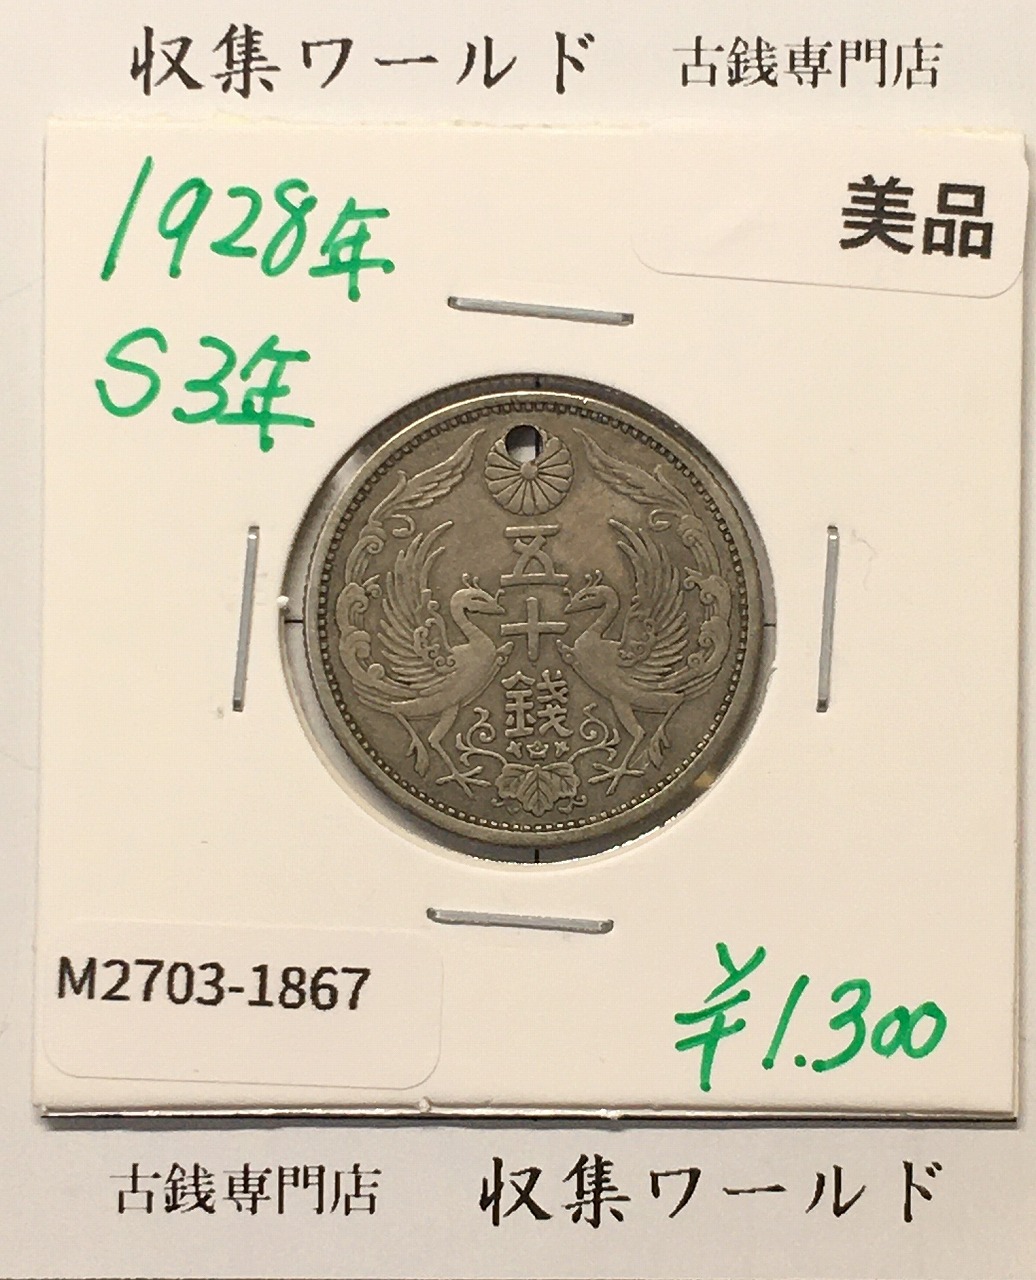 収集ワールド 古銭専門店
1928年
美品
S3年
五
十
錢
M2703-1867
¥1.300
古銭専門店 収集ワールド